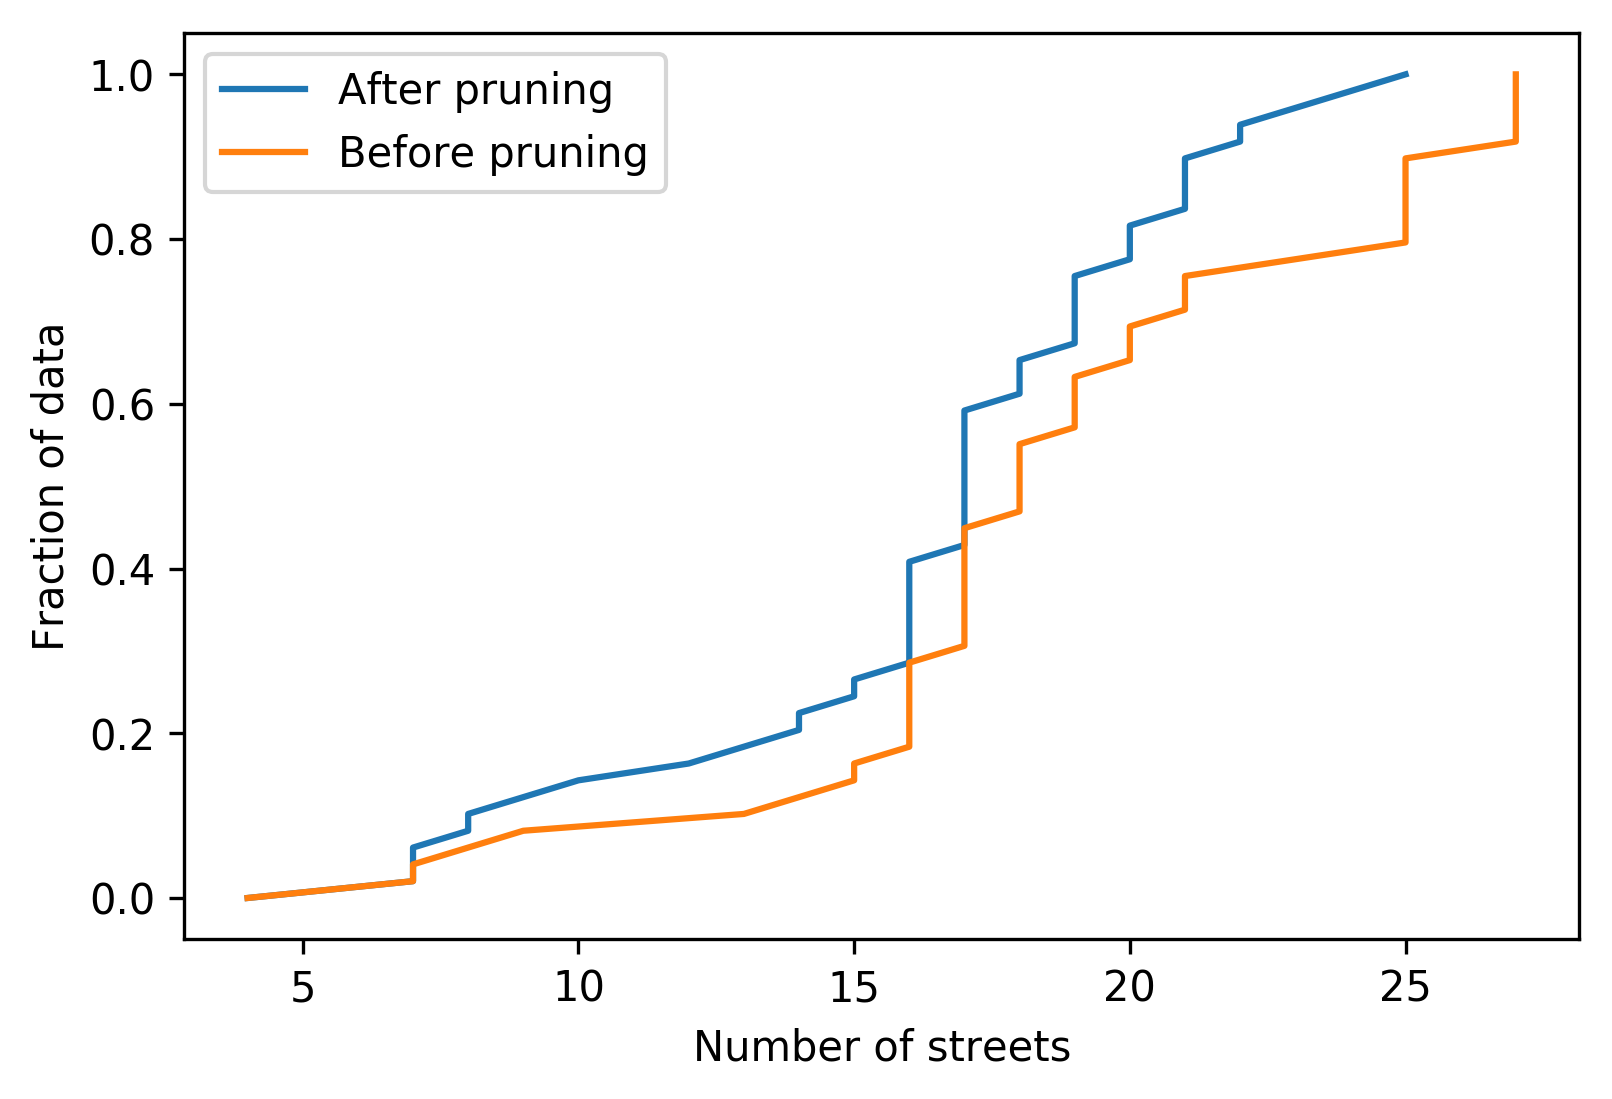 After pruning
Before pruning
1.0
0.8
0.6
0.4
0.2
0.0
Fraction of data
5 10 15 20 25
Number of streets